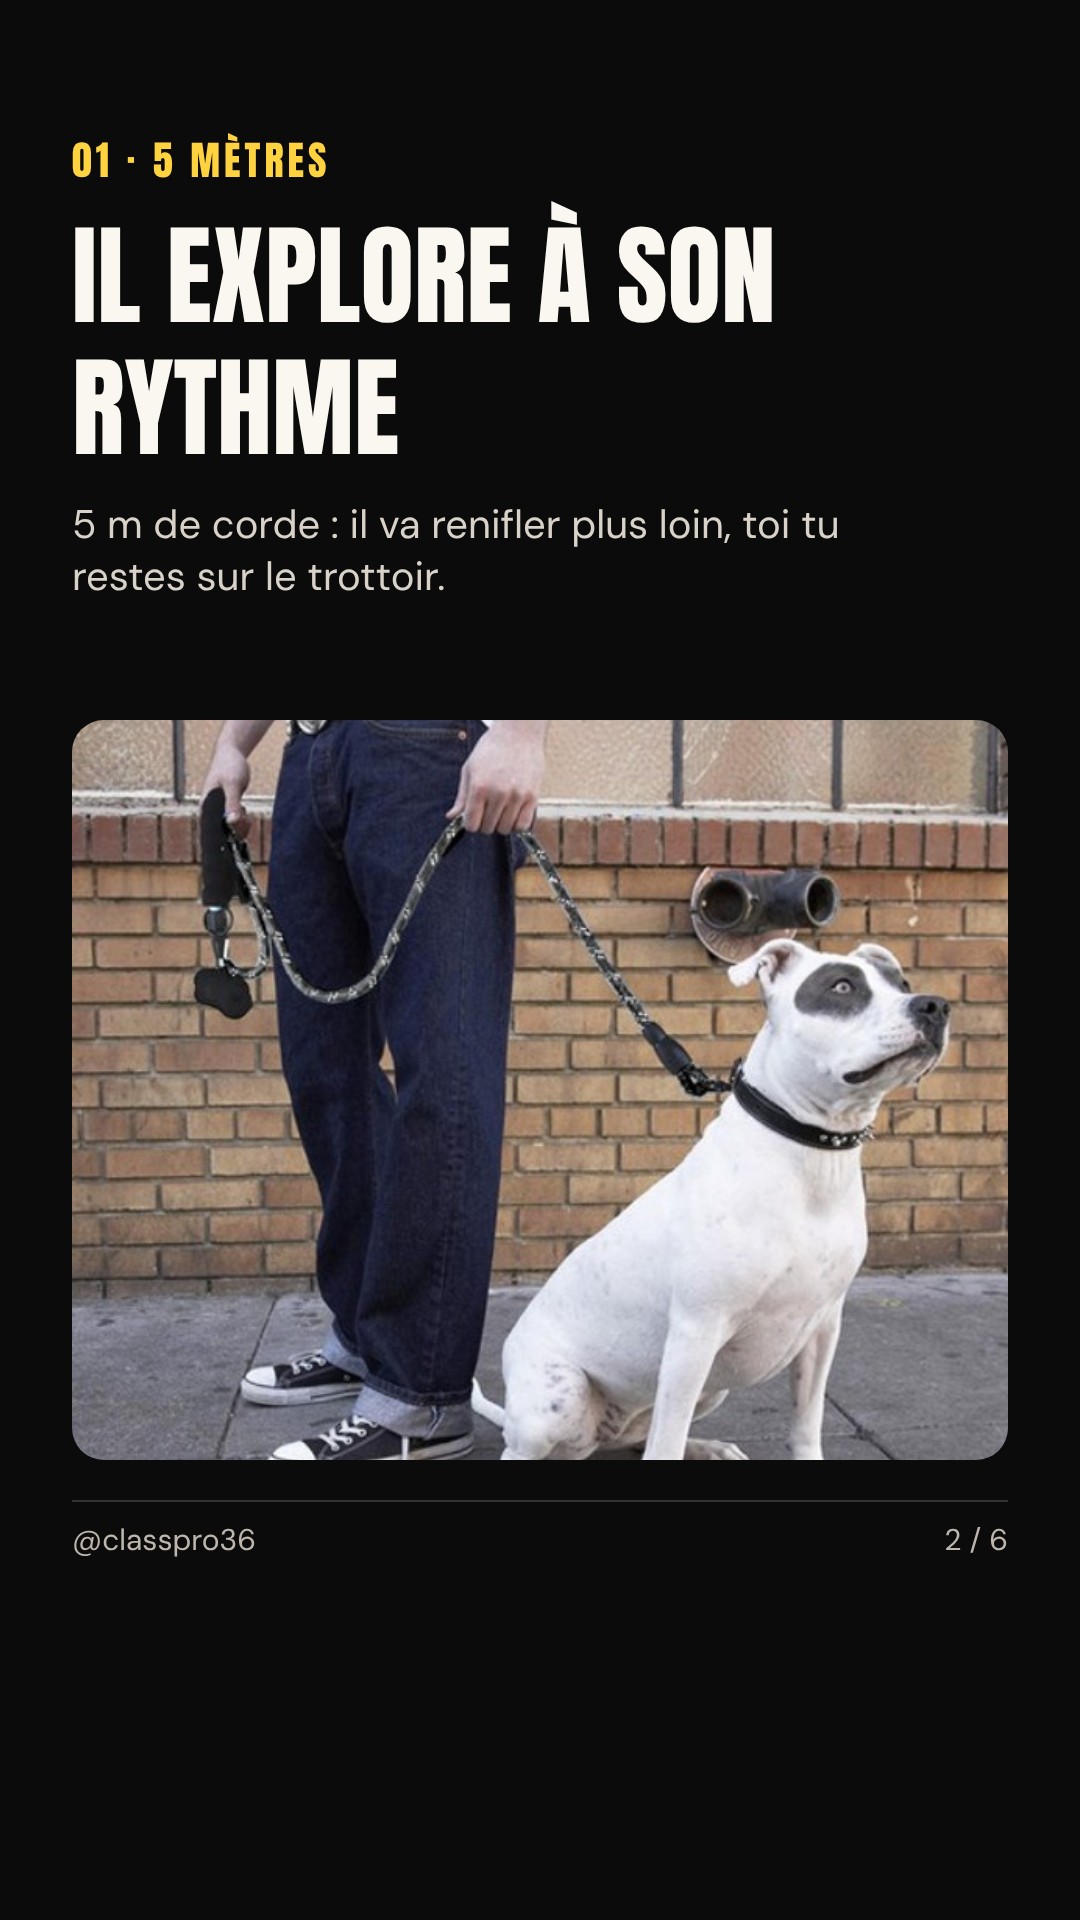 01 · 5 MÈTRES
IL EXPLORE À SON
RYTHME
5 m de corde : il va renifler plus loin, toi tu
restes sur le trottoir.
@classpro36
2 / 6